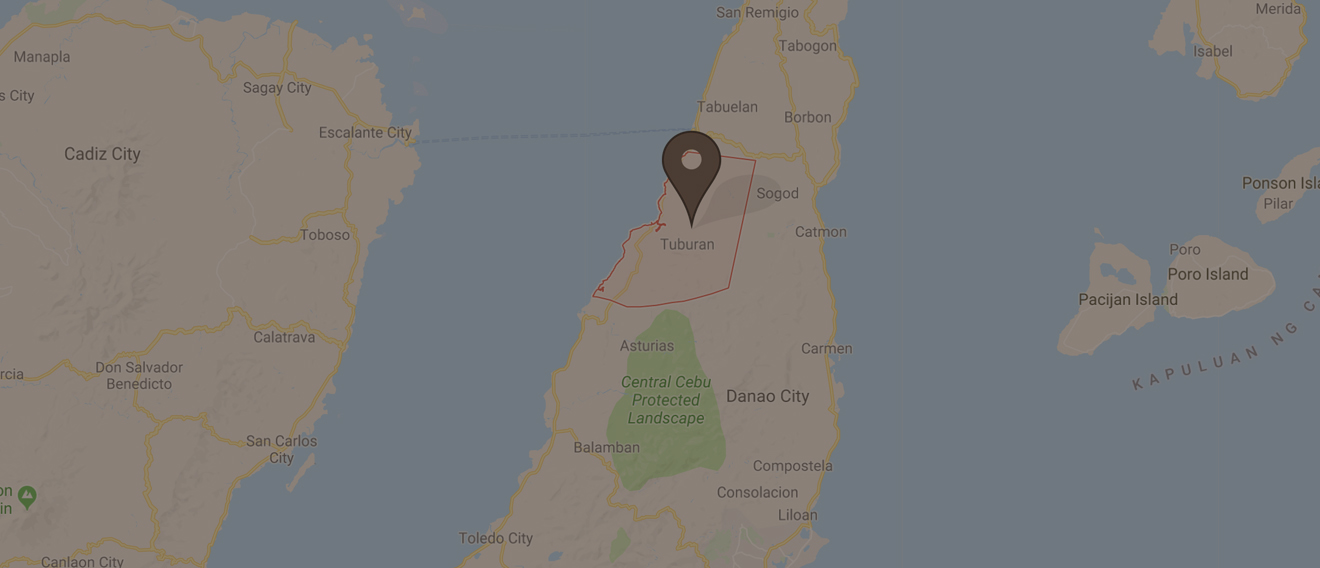 San Remigio
Merida
Tabogon
Isabel
Manapla
Sagay City
s City
Tabuelan
Borbon
Escalante City
Cadiz City
Ponson Isla
Pilar
Sogod
Toboso
Catmon
Tuburan
Poro
Poro Island
Pacijan Island
Calatrava
Asturias
Carmen
KAPULUAN NG CA
rcia
Don Salvador
Benedicto
Central Cebu
Protected
Landscape
Danao City
San Carlos
City
Balamban
Compostela
on
in
Consolacion
Liloan
Toledo City
Canlaon City